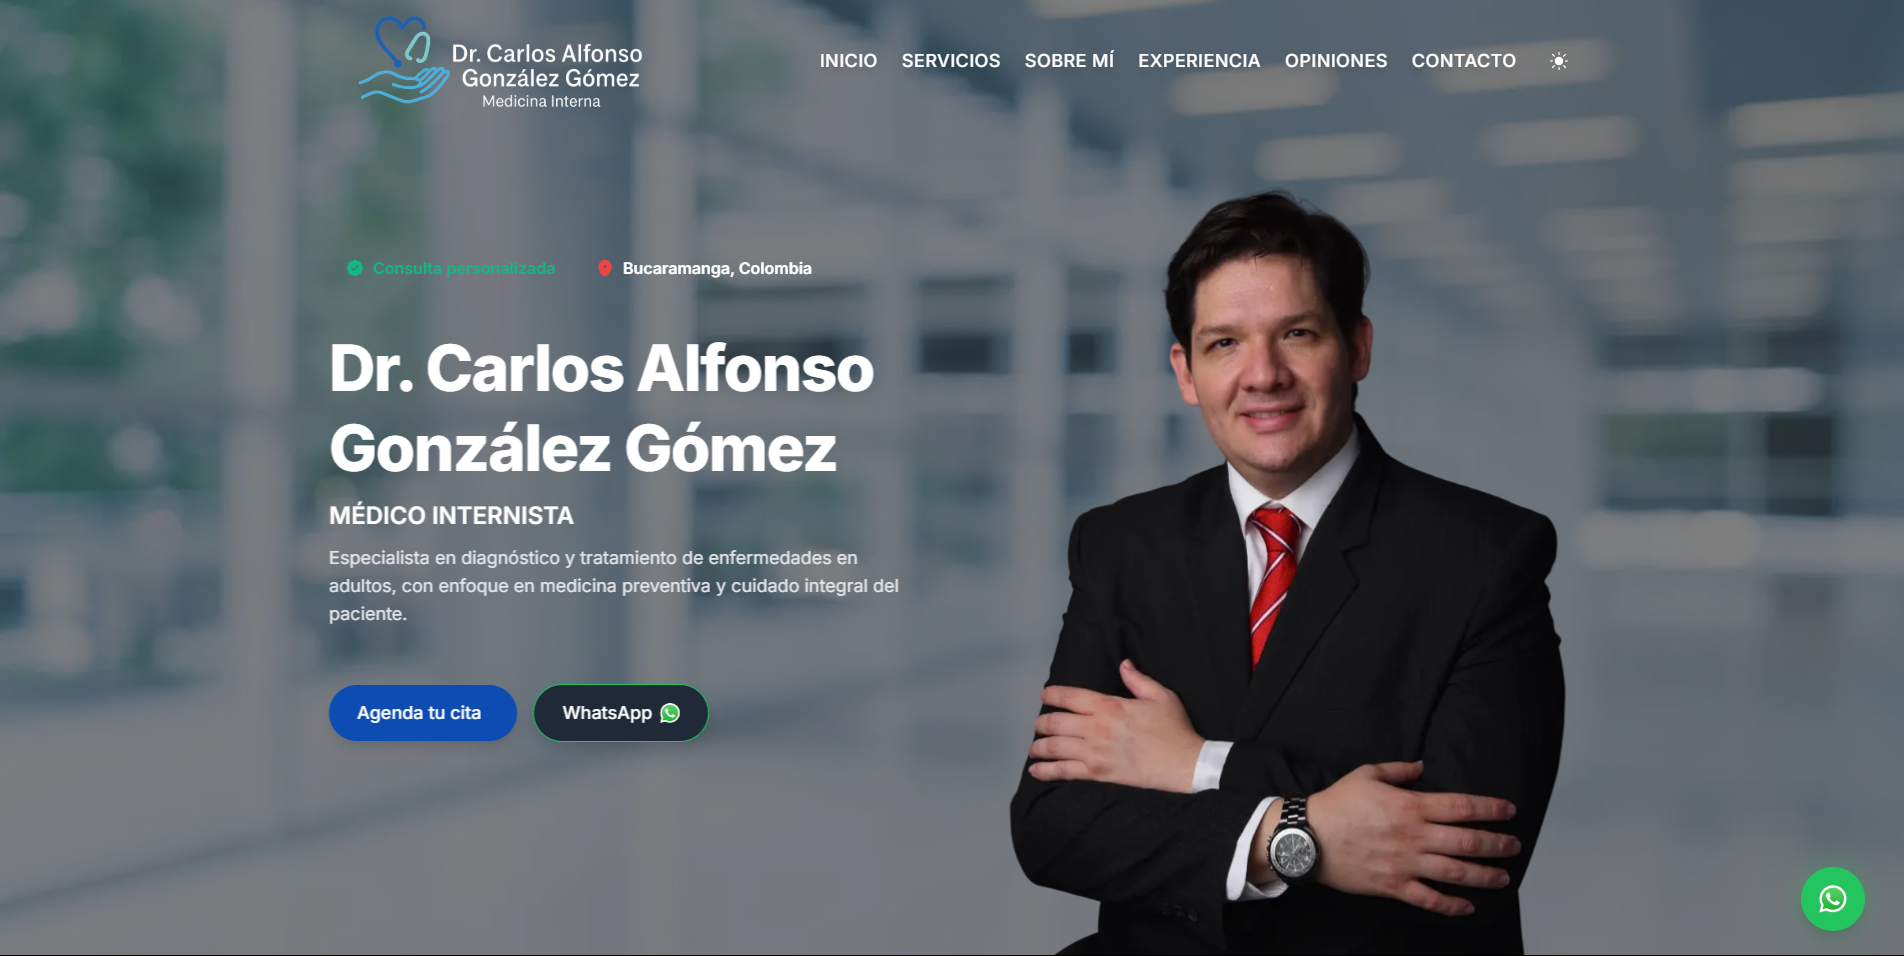 Dr. Carlos Alfonso
González Gómez
Medicina Interna
INICIO SERVICIOS SOBRE MÍ EXPERIENCIA OPINIONES CONTACTO
Consulta personalizada Bucaramanga, Colombia
Dr. Carlos Alfonso
González Gómez
MÉDICO INTERNISTA
Especialista en diagnóstico y tratamiento de enfermedades en
adultos, con enfoque en medicina preventiva y cuidado integral del
paciente.
Agenda tu cita WhatsApp